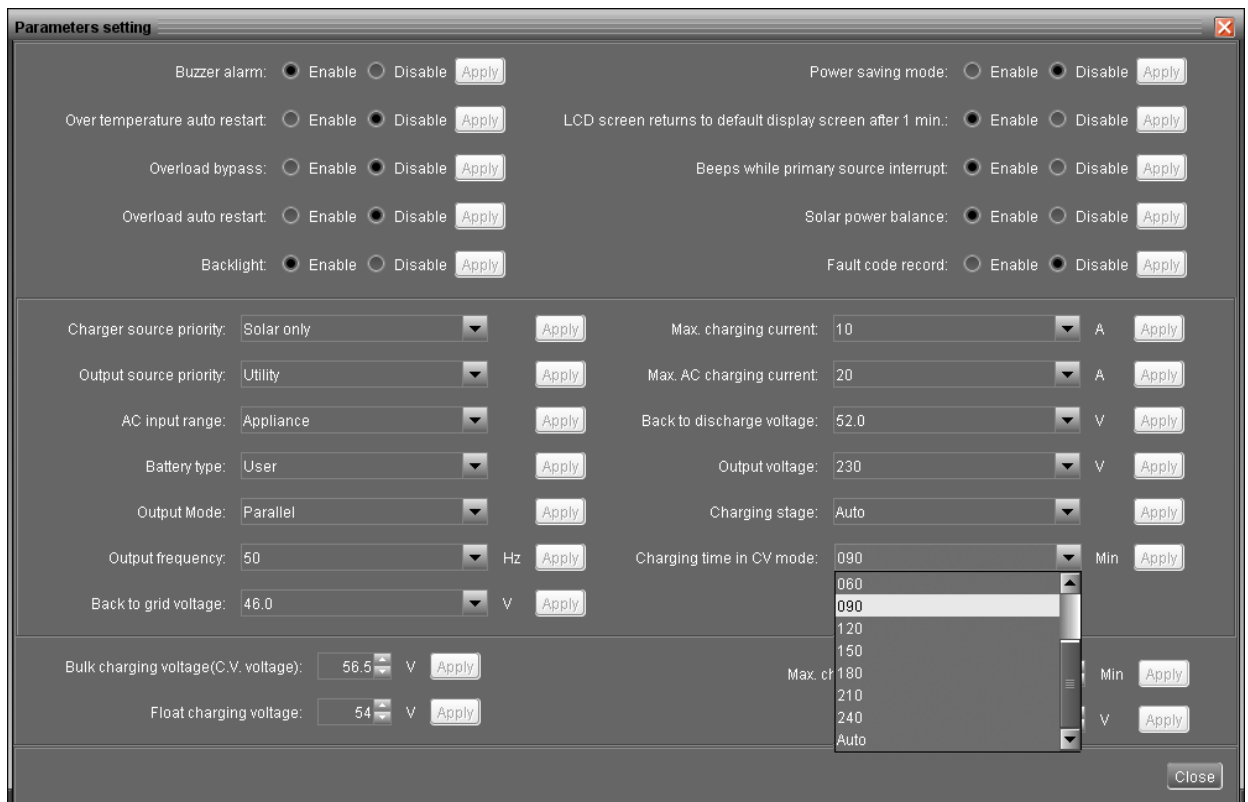 Parameters setting
Buzzer alarm: Enable Disable Apply
Power saving mode: Enable Disable Apply
Over temperature auto restart: Enable Disable Apply
LCD screen returns to default display screen after 1 min.: Enable Disable Apply
Overload bypass: Enable Disable Apply
Beeps while primary source interrupt: Enable Disable Apply
Overload auto restart: Enable Disable Apply
Solar power balance: Enable Disable Apply
Backlight: Enable Disable Apply
Fault code record: Enable Disable Apply
Charger source priority: Solar only Apply
Max. charging current: 10 A Apply
Output source priority: Utility Apply
Max. AC charging current: 20 A Apply
AC input range: Appliance Apply
Back to discharge voltage: 52.0 V Apply
Battery type: User Apply
Output voltage: 230 V Apply
Output Mode: Parallel Apply
Charging stage: Auto Apply
Output frequency: 50 Hz Apply
Charging time in CV mode: 090 Min Apply
Back to grid voltage: 46.0 V Apply
060
090
120
150
180
210
240
Auto
Bulk charging voltage(C.V. voltage): 56.5 V Apply
Max. Min Apply
Float charging voltage: 54 V Apply
V Apply
Close